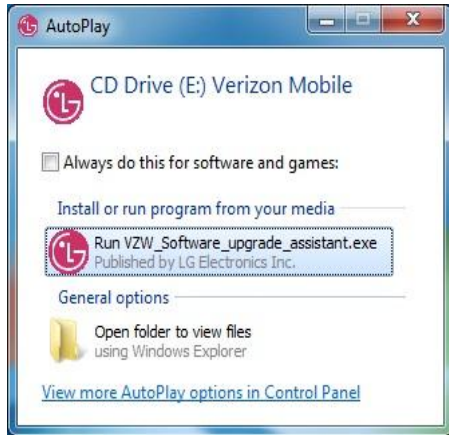 AutoPlay
CD Drive (E:) Verizon Mobile
Always do this for software and games:
Install or run program from your media
Run VZW_Software_upgrade_assistant.exe
Published by LG Electronics Inc.
General options
Open folder to view files
using Windows Explorer
View more AutoPlay options in Control Panel